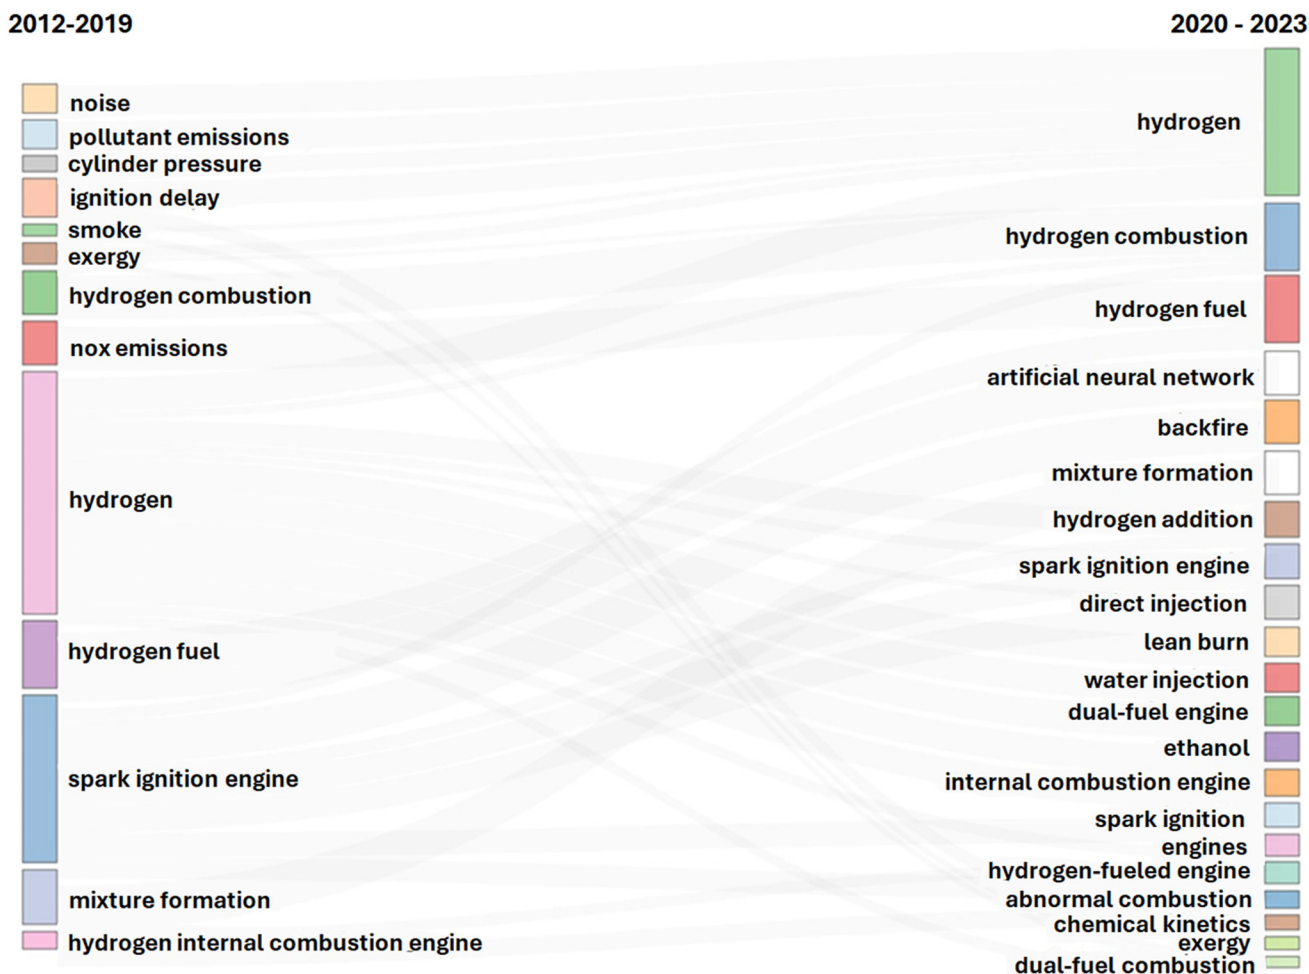 2012-2019
2020 - 2023
noise
pollutant emissions
cylinder pressure
ignition delay
smoke
exergy
hydrogen combustion
nox emissions
hydrogen
hydrogen fuel
spark ignition engine
mixture formation
hydrogen internal combustion engine
hydrogen
hydrogen combustion
hydrogen fuel
artificial neural network
backfire
mixture formation
hydrogen addition
spark ignition engine
direct injection
lean burn
water injection
dual-fuel engine
ethanol
internal combustion engine
spark ignition
engines
hydrogen-fueled engine
abnormal combustion
chemical kinetics
exergy
dual-fuel combustion